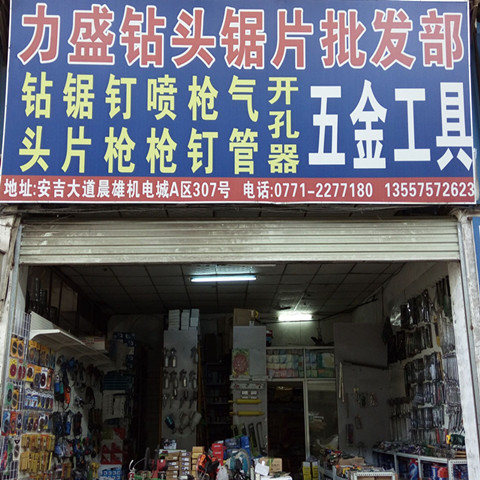 力盛钻头锯片批发部
钻锯钉喷枪气开孔器
头片枪枪钉管
五金工具
地址:安吉大道晨雄机电城A区307号 电话:0771-2277180 13557572623